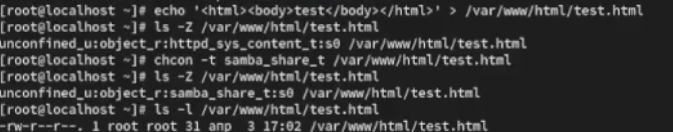 [root@localhost ~]# echo '<html><body>test</body></html>' > /var/www/html/test.html
[root@localhost ~]# ls -Z /var/www/html/test.html
unconfined_u:object_r:httpd_sys_content_t:s0 /var/www/html/test.html
[root@localhost ~]# chcon -t samba_share_t /var/www/html/test.html
[root@localhost ~]# ls -Z /var/www/html/test.html
unconfined_u:object_r:samba_share_t:s0 /var/www/html/test.html
[root@localhost ~]# ls -l /var/www/html/test.html
-rw-r--r--. 1 root root 31 апр  3 17:02 /var/www/html/test.html